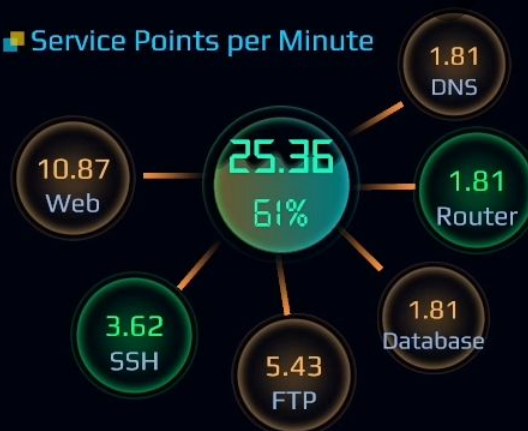 Service Points per Minute
1.81
DNS
25.36
61%
10.87
Web
1.81
Router
3.62
SSH
5.43
FTP
1.81
Database